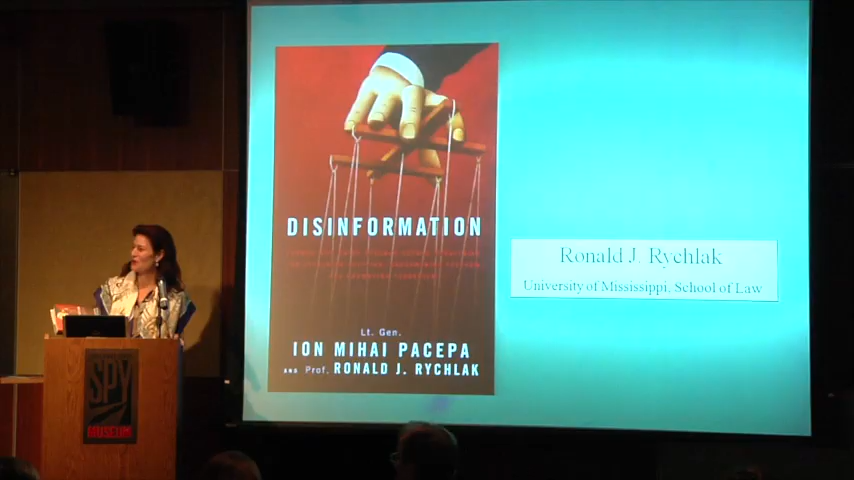 DISINFORMATION
Lt. Gen.
ION MIHAI PACEPA
AND Prof. RONALD J. RYCHLAK
Ronald J. Rychlak
University of Mississippi, School of Law
SPY
MUSEUM